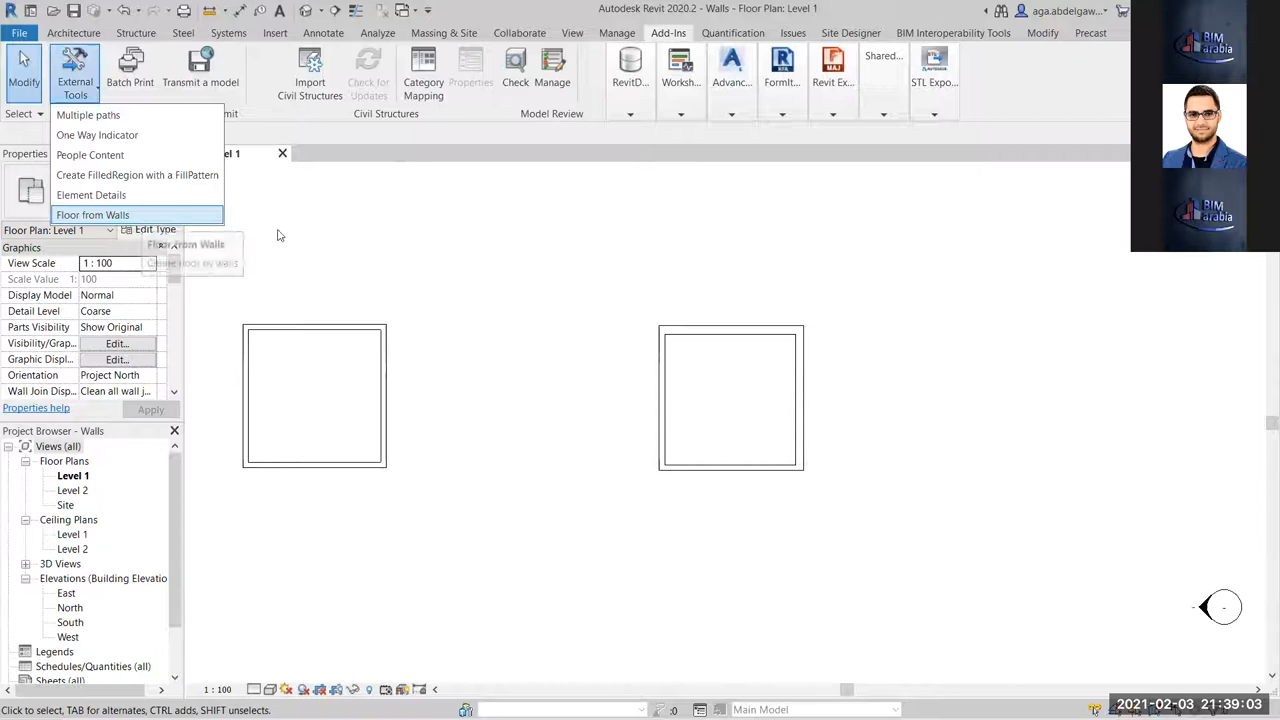 Autodesk Revit 2020.2 - Walls - Floor Plan: Level 1
aga.abdelgaw...
File Architecture Structure Steel Systems Insert Annotate Analyze Massing & Site Collaborate View Manage Add-Ins Quantification Issues Site Designer BIM Interoperability Tools Modify Precast
Modify
External Tools
Batch Print
Transmit a model
Import Civil Structures
Check for Updates
Category Mapping
Properties
Check
Manage
RevitD...
Worksh...
Advanc...
FormIt...
Revit Ex...
Shared...
STL Expo...
Select
Civil Structures
Model Review
Multiple paths
One Way Indicator
People Content
Create FilledRegion with a FillPattern
Element Details
Floor from Walls
Floor from Walls
Properties
Floor Plan: Level 1
Edit Type
Graphics
View Scale 1 : 100
Scale Value 1: 100
Display Model Normal
Detail Level Coarse
Parts Visibility Show Original
Visibility/Grap... Edit...
Graphic Displ... Edit...
Orientation Project North
Wall Join Disp... Clean all wall j...
Properties help
Apply
Project Browser - Walls
Views (all)
Floor Plans
Level 1
Level 2
Site
Ceiling Plans
Level 1
Level 2
3D Views
Elevations (Building Elevatio
East
North
South
West
Legends
Schedules/Quantities (all)
Sheets (all)
1 : 100
Click to select, TAB for alternates, CTRL adds, SHIFT unselects.
:0
Main Model
BIM
arabia
BIM
arabia
2021-02-03 21:39:03